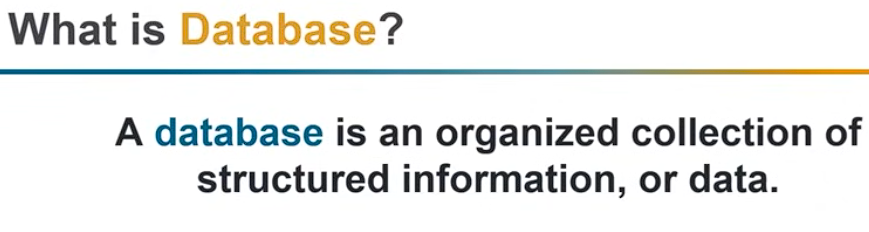 What is Database?
A database is an organized collection of
structured information, or data.